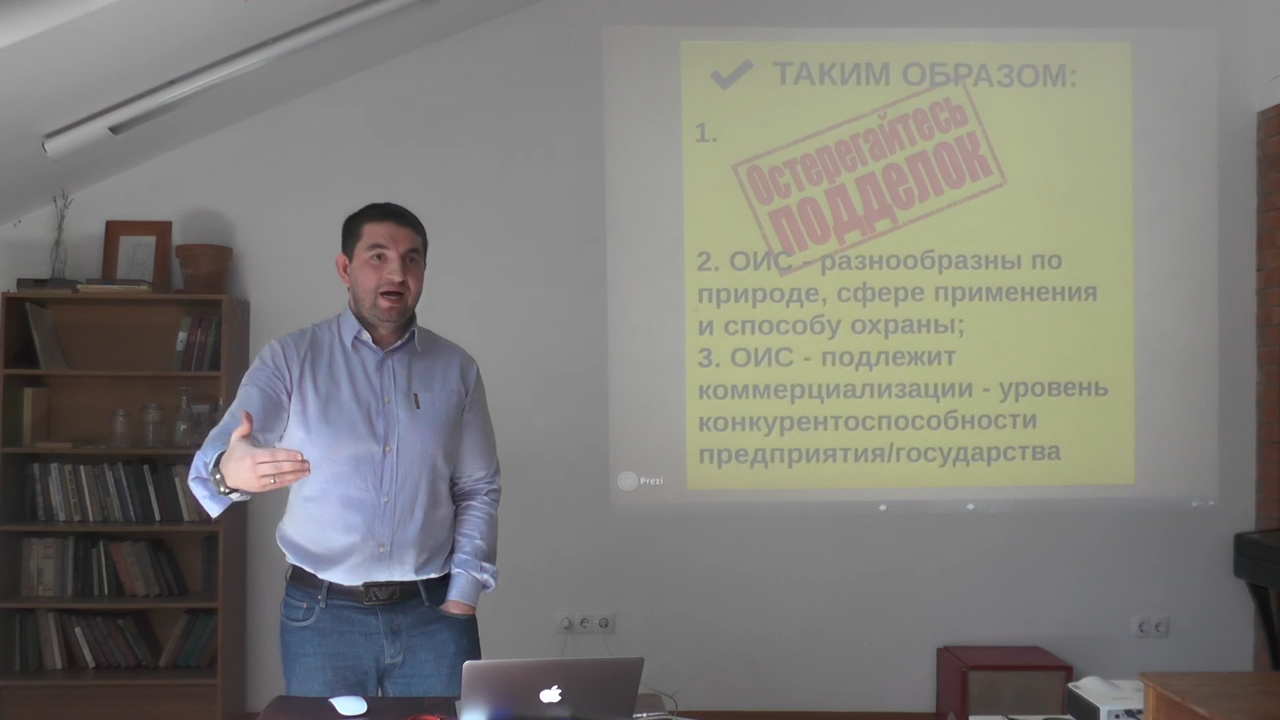 ТАКИМ ОБРАЗОМ:
1.
Остерегайтесь
подделок
2. ОИС - разнообразны по
природе, сфере применения
и способу охраны;
3. ОИС - подлежит
коммерциализации - уровень
конкурентоспособности
предприятия/государства
Prezi